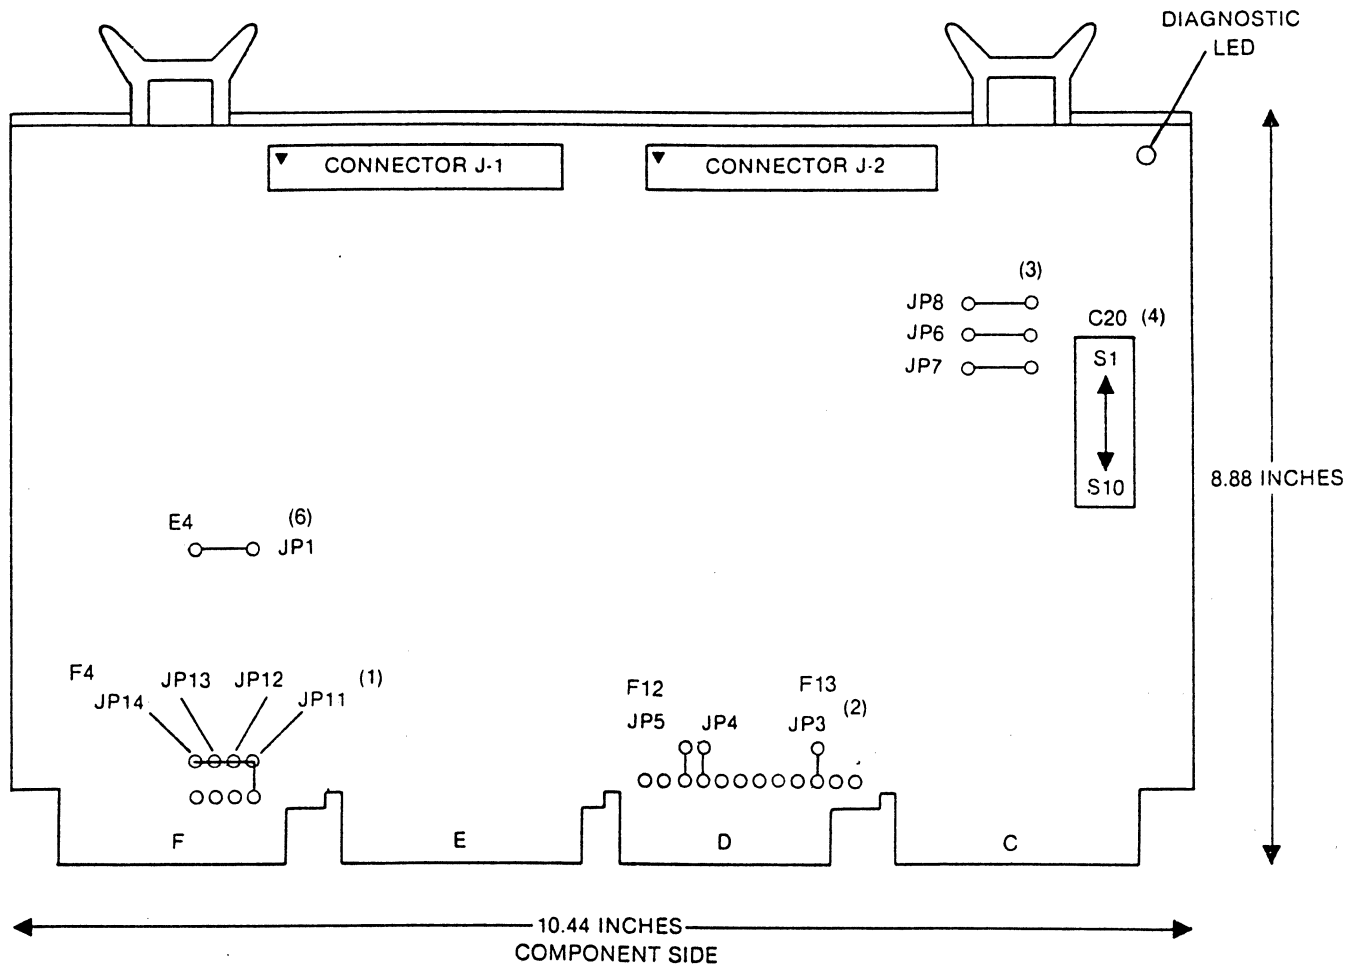 DIAGNOSTIC
LED
CONNECTOR J-1
CONNECTOR J-2
(3)
JP8
JP6
JP7
C20 (4)
S1
S10
8.88 INCHES
E4
(6)
JP1
F4
JP14
JP13
JP12
JP11
(1)
F12
JP5
JP4
F13
JP3
(2)
F
E
D
C
10.44 INCHES
COMPONENT SIDE